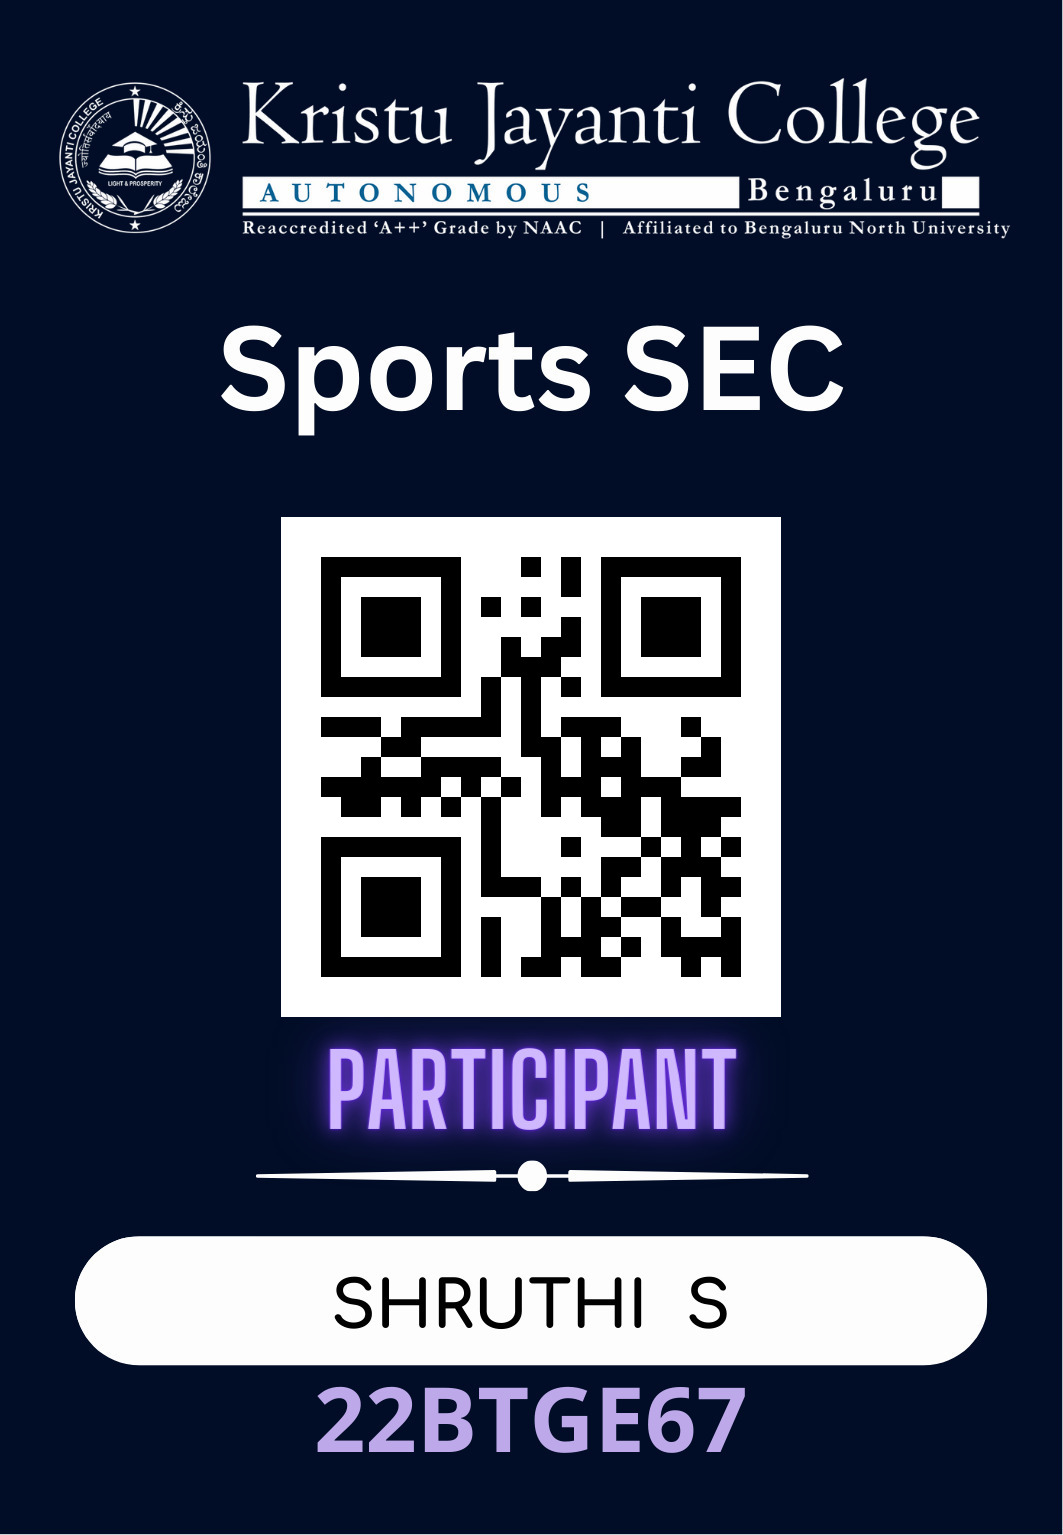 Kristu Jayanti College
AUTONOMOUS Bengaluru
Reaccredited ‘A++’ Grade by NAAC | Affiliated to Bengaluru North University
KRISTU JAYANTI COLLEGE
LIGHT & PROSPERITY
Sports SEC
PARTICIPANT
SHRUTHI S
22BTGE67